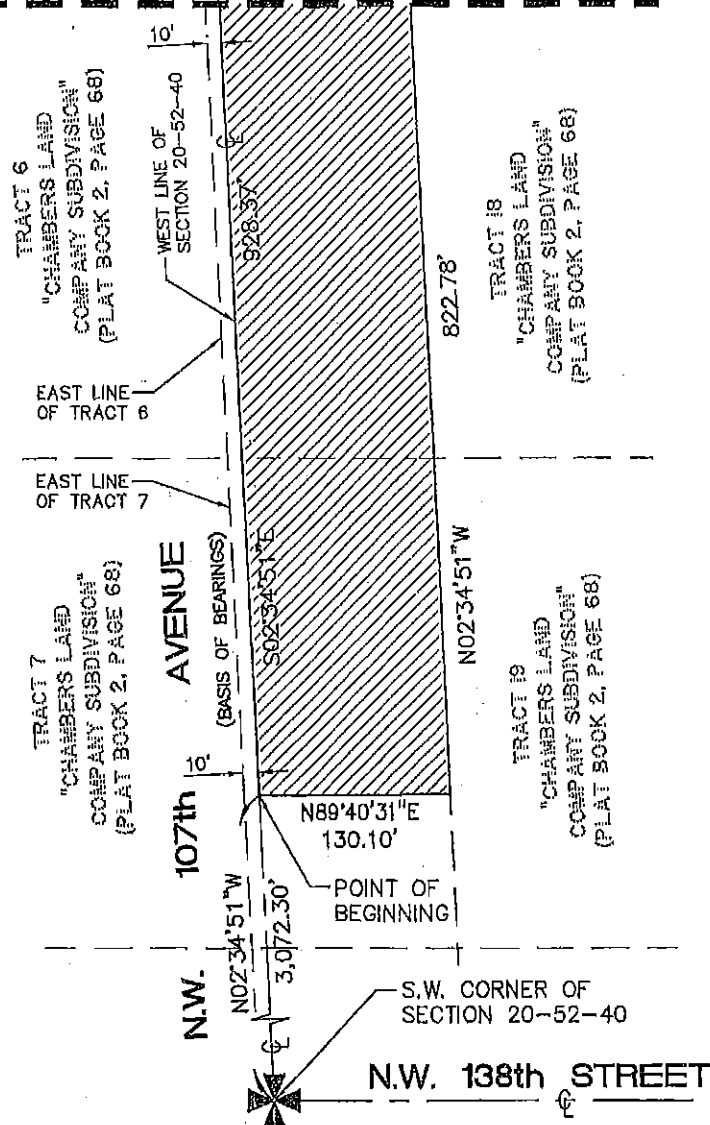 10'
TRACT 6
"CHAMBERS LAND
COMPANY SUBDIVISION"
(PLAT BOOK 2, PAGE 68)
WEST LINE OF
SECTION 20-52-40
℄
928.37'
822.78'
TRACT 18
"CHAMBERS LAND
COMPANY SUBDIVISION"
(PLAT BOOK 2, PAGE 68)
EAST LINE
OF TRACT 6
EAST LINE
OF TRACT 7
TRACT 7
"CHAMBERS LAND
COMPANY SUBDIVISION"
(PLAT BOOK 2, PAGE 68)
N.W. 107th AVENUE
(BASIS OF BEARINGS)
S02°34'51"E
N02°34'51"W
TRACT 19
"CHAMBERS LAND
COMPANY SUBDIVISION"
(PLAT BOOK 2, PAGE 68)
10'
N89°40'31"E
130.10'
POINT OF
BEGINNING
N02°34'51"W
3,072.30'
℄
S.W. CORNER OF
SECTION 20-52-40
N.W. 138th STREET
℄